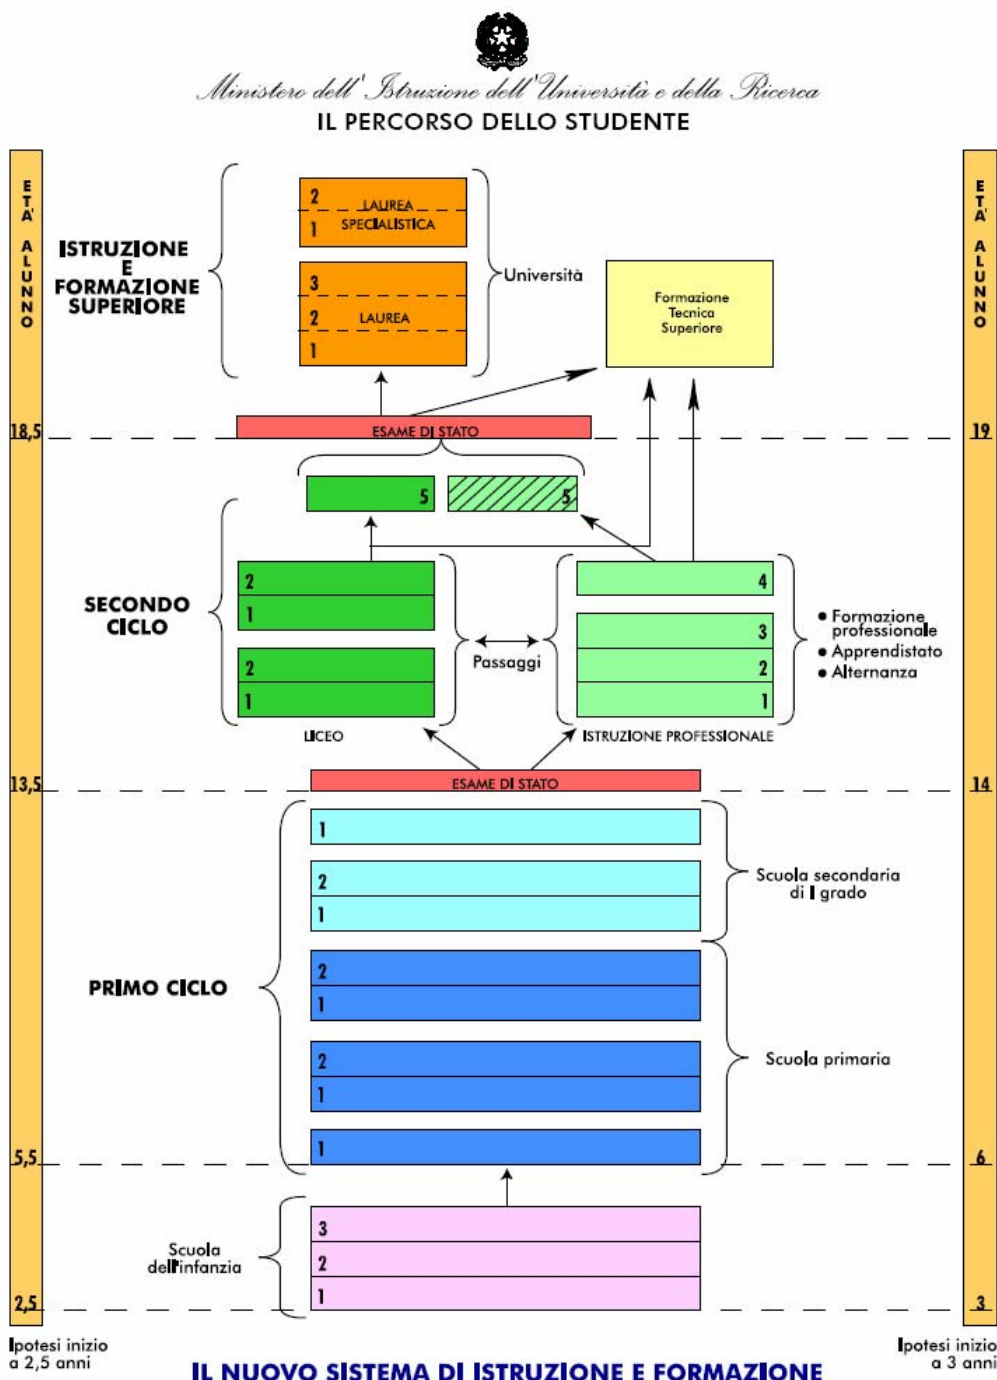 Ministero dell'Istruzione dell'Università e della Ricerca
IL PERCORSO DELLO STUDENTE
ETA' ALUNNO
ETA' ALUNNO
ISTRUZIONE
E
FORMAZIONE
SUPERIORE
2
LAUREA
SPECIALISTICA
1
3
2
LAUREA
1
Università
Formazione
Tecnica
Superiore
18,5
ESAME DI STATO
19
5
5
SECONDO
CICLO
2
1
2
1
LICEO
Passaggi
4
3
2
1
ISTRUZIONE PROFESSIONALE
• Formazione
professionale
• Apprendistato
• Alternanza
13,5
ESAME DI STATO
14
PRIMO CICLO
1
2
1
Scuola secondaria
di I grado
2
1
2
1
1
Scuola primaria
5,5
6
Scuola
dell'infanzia
3
2
1
2,5
3
Ipotesi inizio
a 2,5 anni
Ipotesi inizio
a 3 anni
IL NUOVO SISTEMA DI ISTRUZIONE E FORMAZIONE